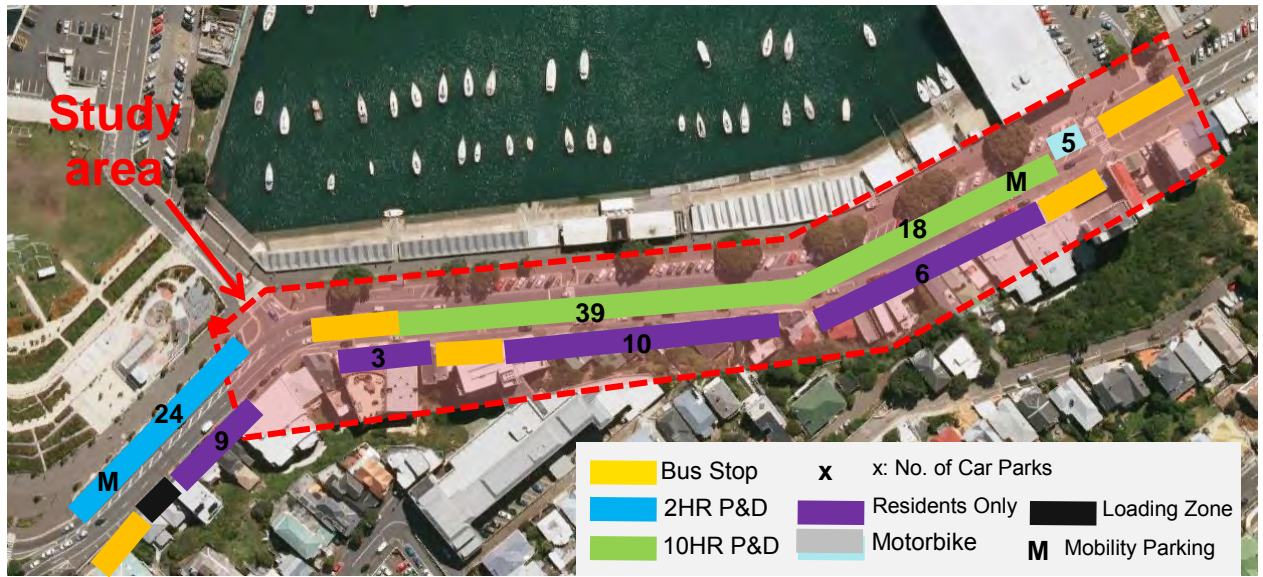 Study
area
5
M
18
6
39
10
3
24
9
M
Bus Stop
x
x: No. of Car Parks
2HR P&D
Residents Only
Loading Zone
10HR P&D
Motorbike
M
Mobility Parking